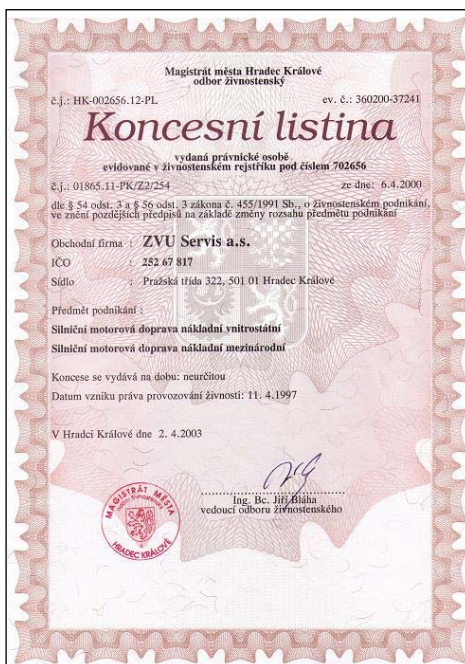 Magistrát města Hradec Králové
odbor živnostenský
č.j.: HK-002656.12-PL ev. č.: 360200-37241
Koncesní listina
vydaná právnické osobě
evidované v živnostenském rejstříku pod číslem 702656
č.j.: 01865.11-PK/Z2/254 ze dne: 6.4.2000
dle § 54 odst. 3 a § 56 odst. 3 zákona č. 455/1991 Sb., o živnostenském podnikání,
ve znění pozdějších předpisů na základě změny rozsahu předmětu podnikání
Obchodní firma : ZVU Servis a.s.
IČO : 252 67 817
Sídlo : Pražská třída 322, 501 01 Hradec Králové
Předmět podnikání :
Silniční motorová doprava nákladní vnitrostátní
Silniční motorová doprava nákladní mezinárodní
Koncese se vydává na dobu: neurčitou
Datum vzniku práva provozování živnosti: 11. 4.1997
V Hradci Králové dne 2. 4.2003
Ing. Bc. Jiří Bláha
vedoucí odboru živnostenského
MAGISTRÁT MĚSTA
HRADEC KRÁLOVÉ